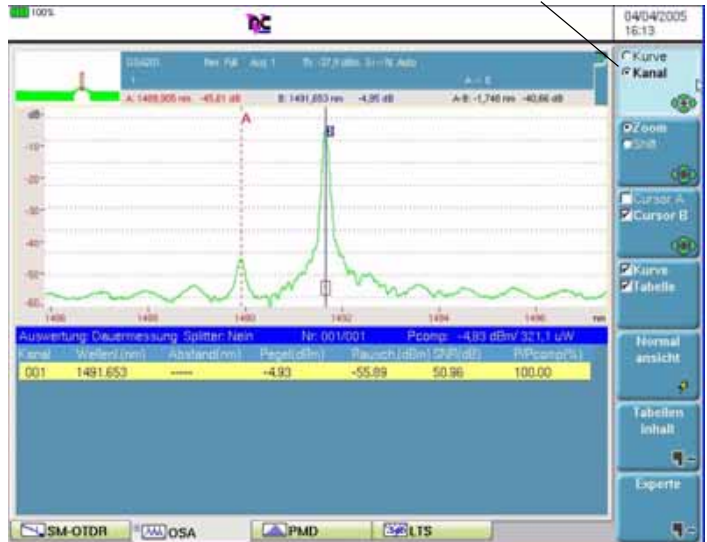 100%
04/04/2005
16:13
Kurve
Kanal
A: 1489,905 nm -45,61 dB B: 1491,653 nm -4,95 dB A-B: -1,748 nm -40,66 dB
dB
A
B
-10
-20
-30
-40
-50
-60
1486 1488 1490 1492 1494 1496 nm
Zoom
Shift
Cursor A
Cursor B
Kurve
Tabelle
Auswertung: Dauermessung Splitter: Nein Nr: 001/001 Pcomp: -4,83 dBm/ 321,1 uW
Kanal Wellenl.(nm) Abstand(nm) Pegel(dBm) Rausch.(dBm) SNR(dB) P/Pcomp(%)
001 1491.653 ----- -4.93 -55.89 50.96 100.00
Normal
ansicht
Tabellen
Inhalt
Experte
SM-OTDR OSA PMD LTS